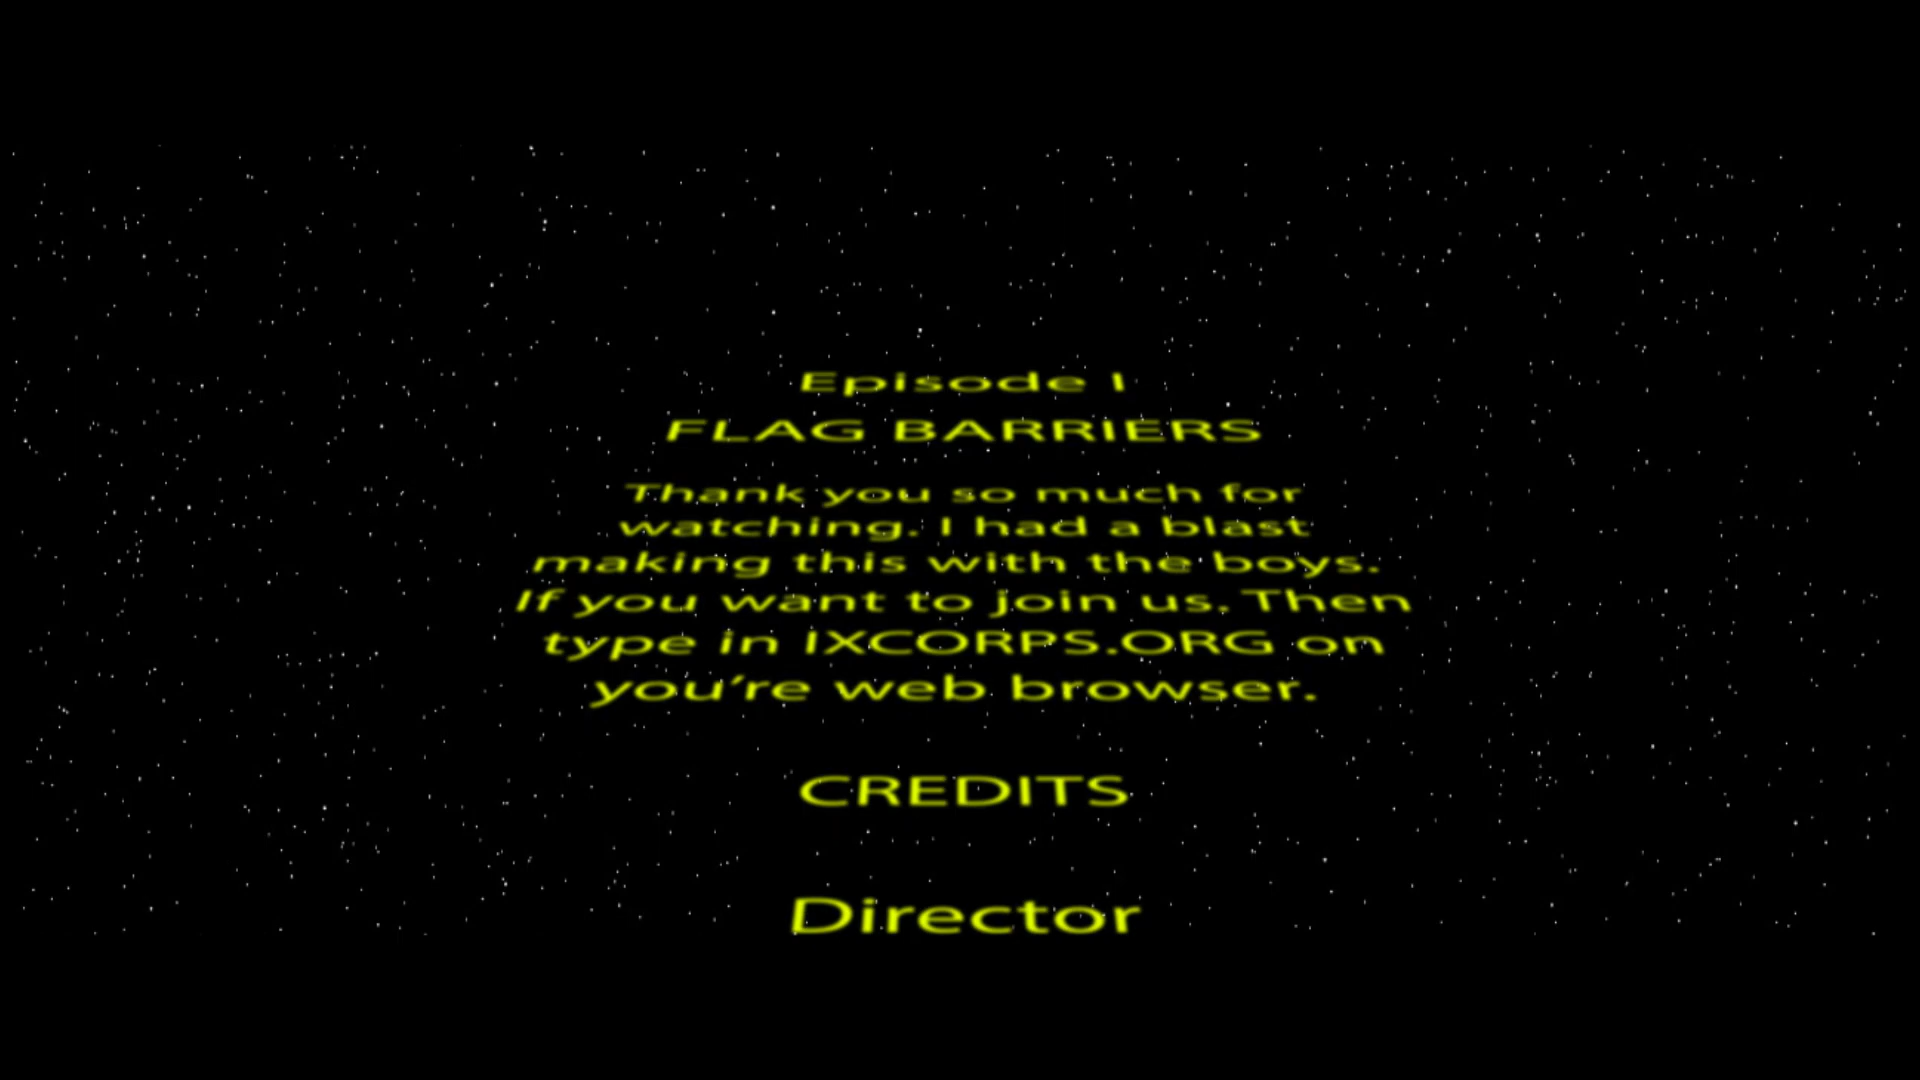 Episode I
FLAG BARRIERS
Thank you so much for
watching. I had a blast
making this with the boys.
If you want to join us. Then
type in IXCORPS.ORG on
you’re web browser.
CREDITS
Director